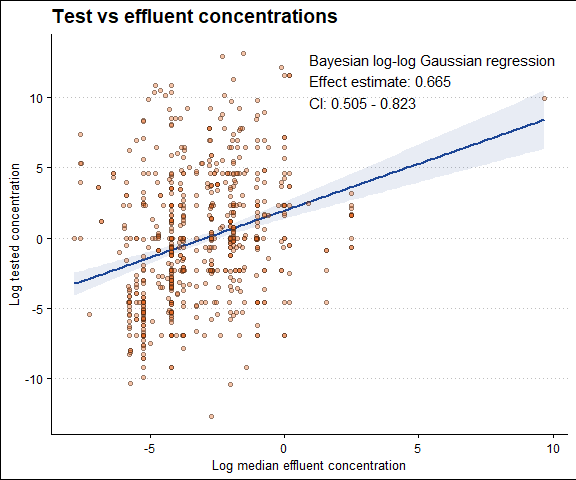 Test vs effluent concentrations
Bayesian log-log Gaussian regression
Effect estimate: 0.665
CI: 0.505 - 0.823
Log tested concentration
10
5
0
-5
-10
-5
0
5
10
Log median effluent concentration